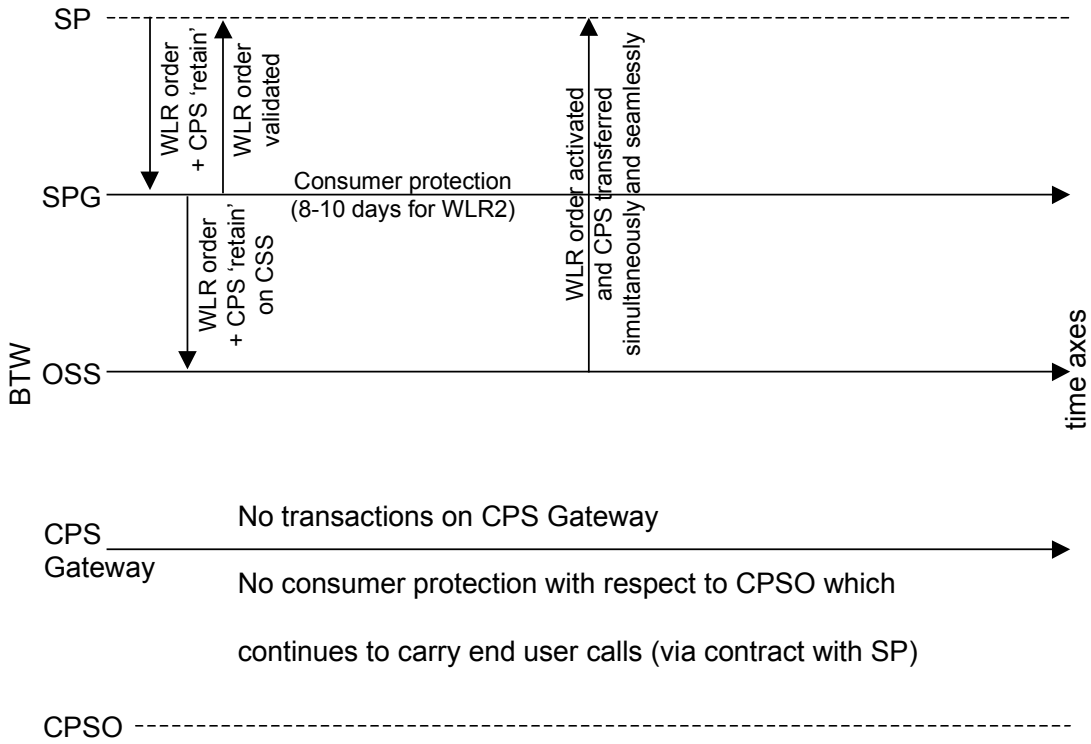 SP
WLR order
+ CPS ‘retain’
WLR order
validated
WLR order activated
and CPS transferred
simultaneously and seamlessly
SPG
Consumer protection
(8-10 days for WLR2)
WLR order
+ CPS ‘retain’
on CSS
BTW
OSS
time axes
CPS
Gateway
No transactions on CPS Gateway
No consumer protection with respect to CPSO which
continues to carry end user calls (via contract with SP)
CPSO